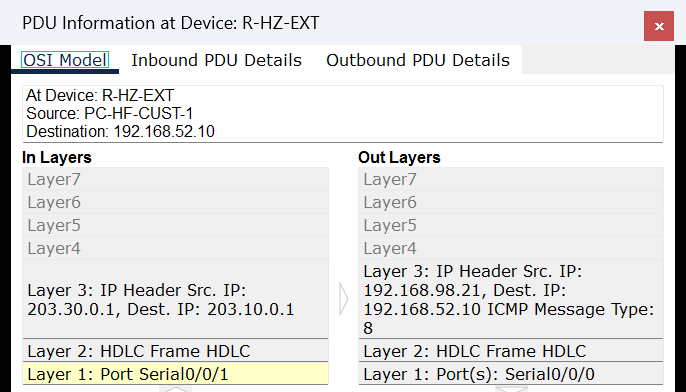 PDU Information at Device: R-HZ-EXT
x
OSI Model Inbound PDU Details Outbound PDU Details
At Device: R-HZ-EXT
Source: PC-HF-CUST-1
Destination: 192.168.52.10
In Layers
Layer7
Layer6
Layer5
Layer4
Layer 3: IP Header Src. IP:
203.30.0.1, Dest. IP: 203.10.0.1
Layer 2: HDLC Frame HDLC
Layer 1: Port Serial0/0/1
Out Layers
Layer7
Layer6
Layer5
Layer4
Layer 3: IP Header Src. IP:
192.168.98.21, Dest. IP:
192.168.52.10 ICMP Message Type:
8
Layer 2: HDLC Frame HDLC
Layer 1: Port(s): Serial0/0/0